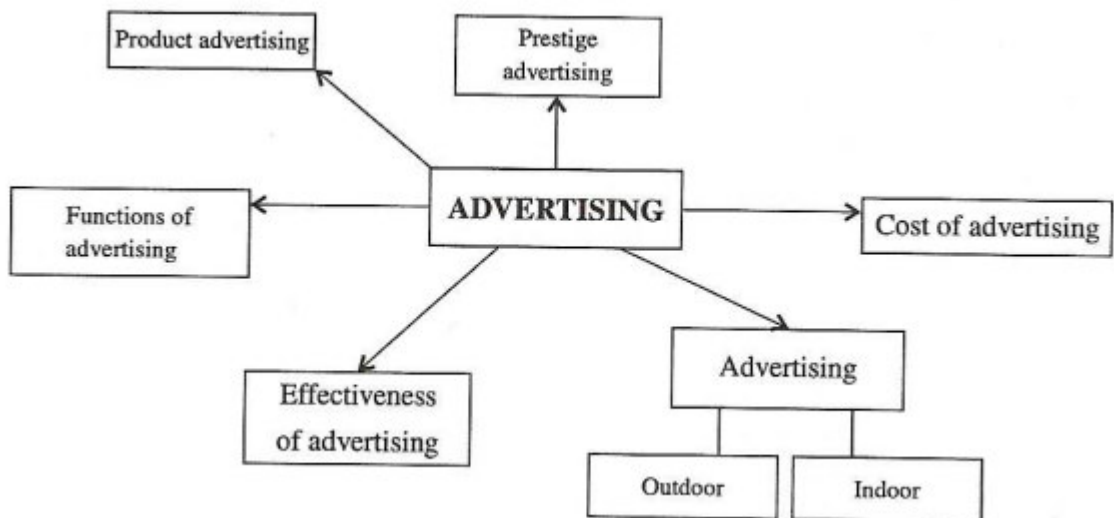 Product advertising
Prestige
advertising
ADVERTISING
Functions of
advertising
Cost of advertising
Effectiveness
of advertising
Advertising
Outdoor
Indoor